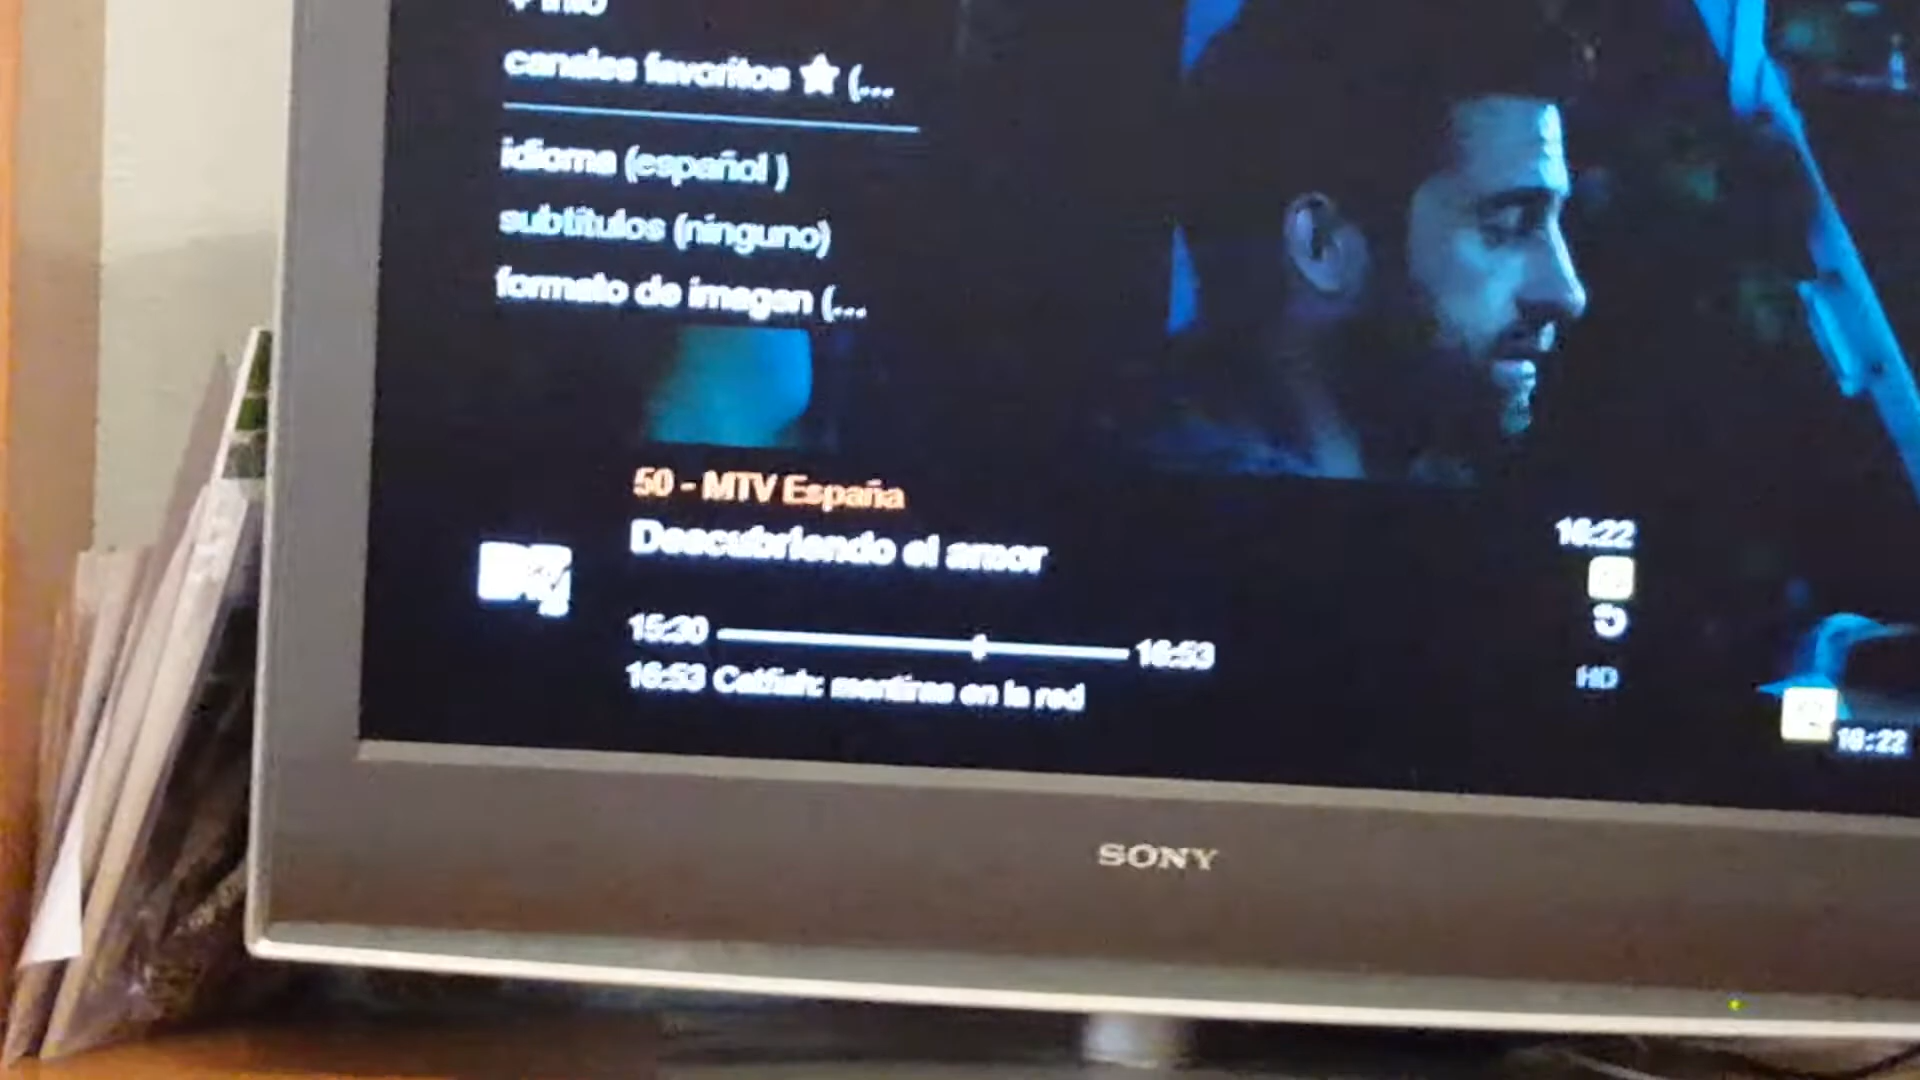 + info
canales favoritos ★ (...
idioma (español )
subtítulos (ninguno)
formato de imagen (...
50 - MTV España
Descubriendo el amor
16:22
15:30
16:53
16:53 Catfish: mentiras en la red
HD
16:22
SONY